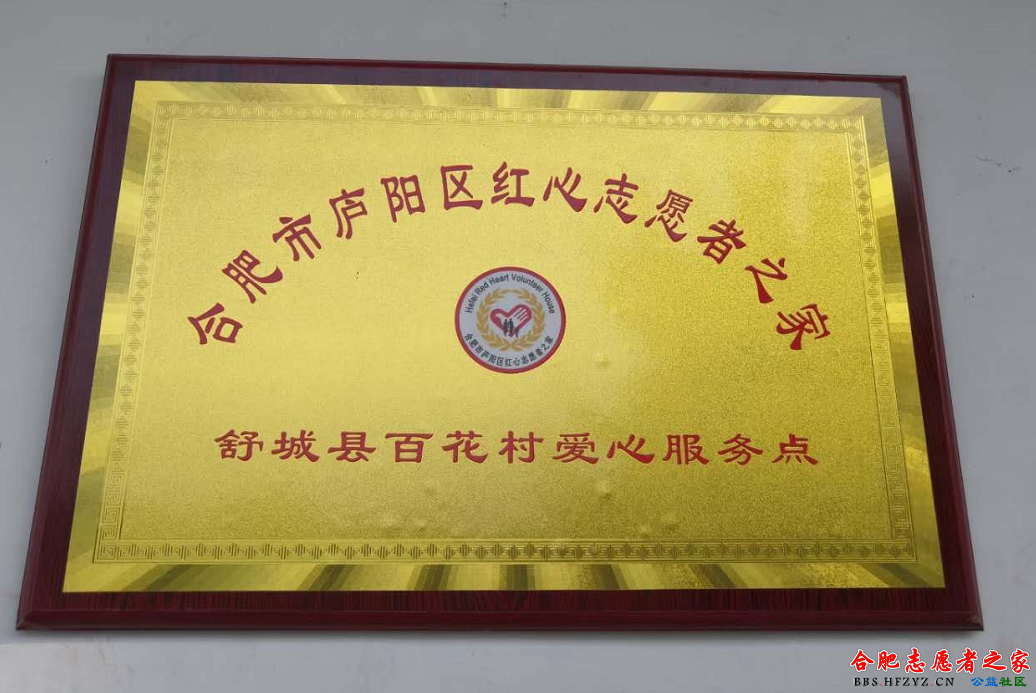 合肥市庐阳区红心志愿者之家
Hefei Red Heart Volunteer House
合肥市庐阳区红心志愿者之家
舒城县百花村爱心服务点
合肥志愿者之家
BBS.HFZYZ.CN 公益社区